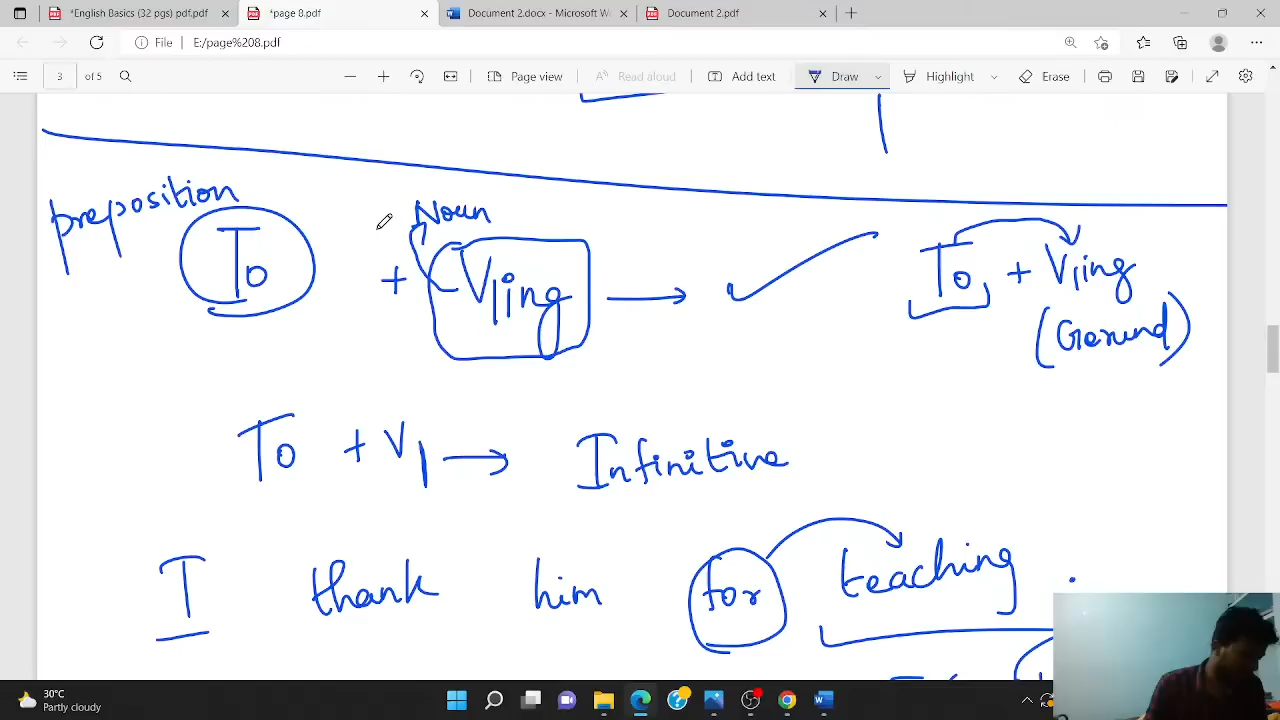 *English Basics (32 pgs) pdf.pdf
*page 8.pdf
Document 2.docx - Microsoft W
Document 2.pdf
File
E:/page%208.pdf
3
of 5
Page view
Read aloud
Add text
Draw
Highlight
Erase
preposition
Noun
To + V1ing
To + V1ing
(Gerund)
To + V1
Infinitive
I thank him for teaching .
30°C
Partly cloudy